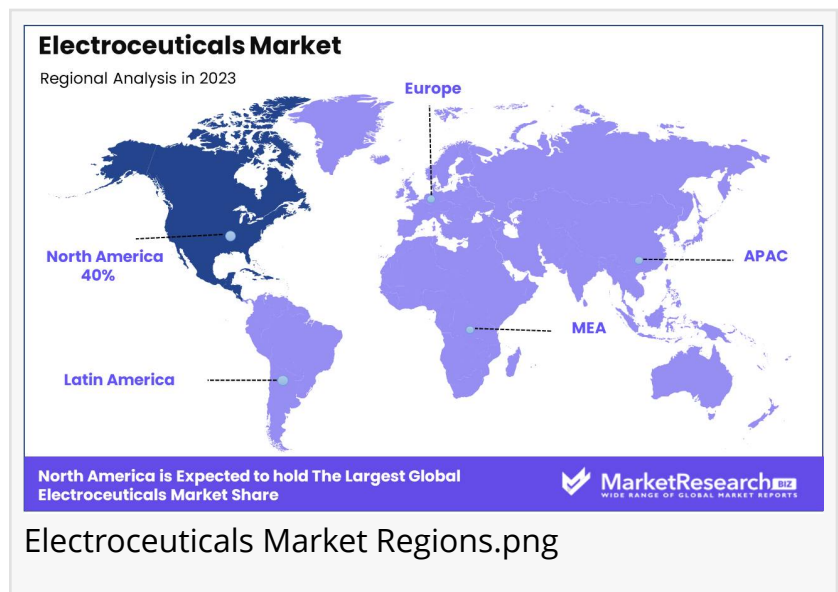 Electroceuticals Market
Regional Analysis in 2023
Europe
North America
40%
APAC
MEA
Latin America
North America is Expected to hold The Largest Global
Electroceuticals Market Share
MarketResearch BIZ
WIDE RANGE OF GLOBAL MARKET REPORTS
Electroceuticals Market Regions.png